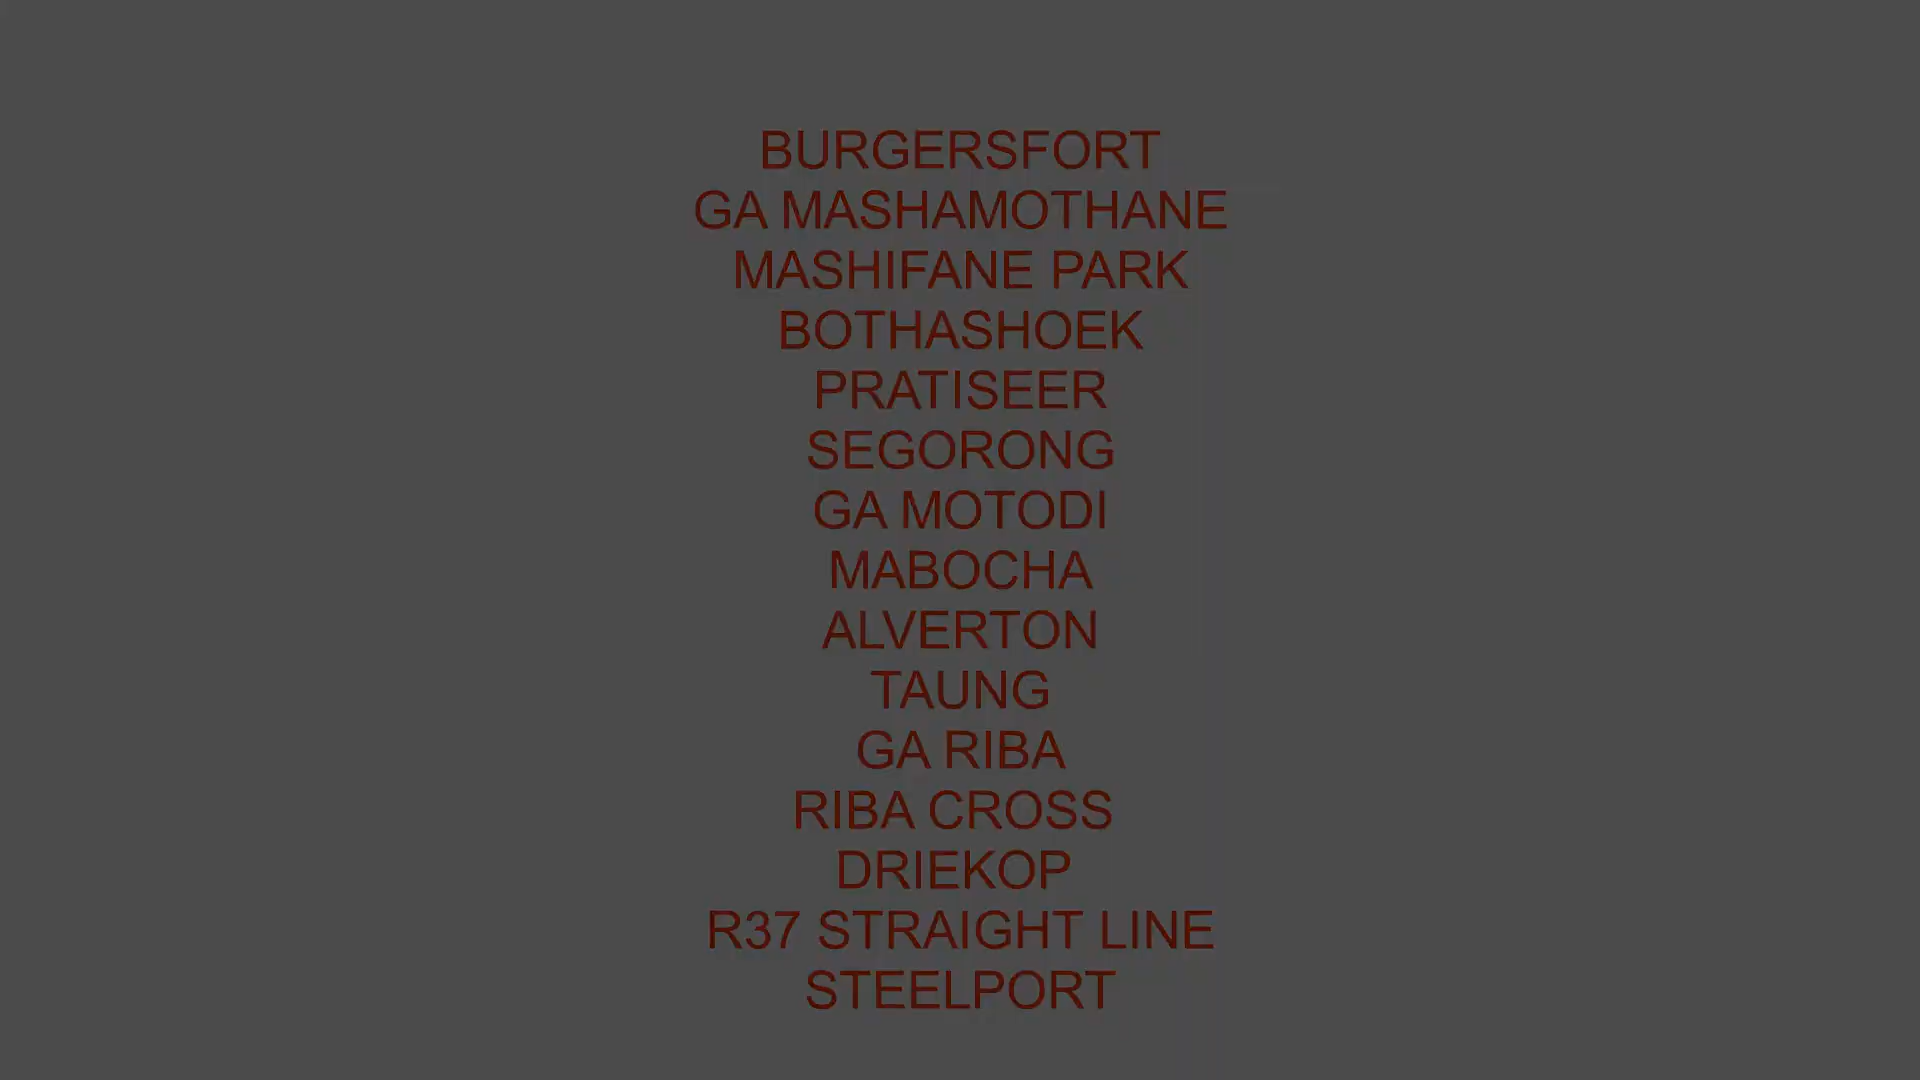 BURGERSFORT
GA MASHAMOTHANE
MASHIFANE PARK
BOTHASHOEK
PRATISEER
SEGORONG
GA MOTODI
MABOCHA
ALVERTON
TAUNG
GA RIBA
RIBA CROSS
DRIEKOP
R37 STRAIGHT LINE
STEELPORT